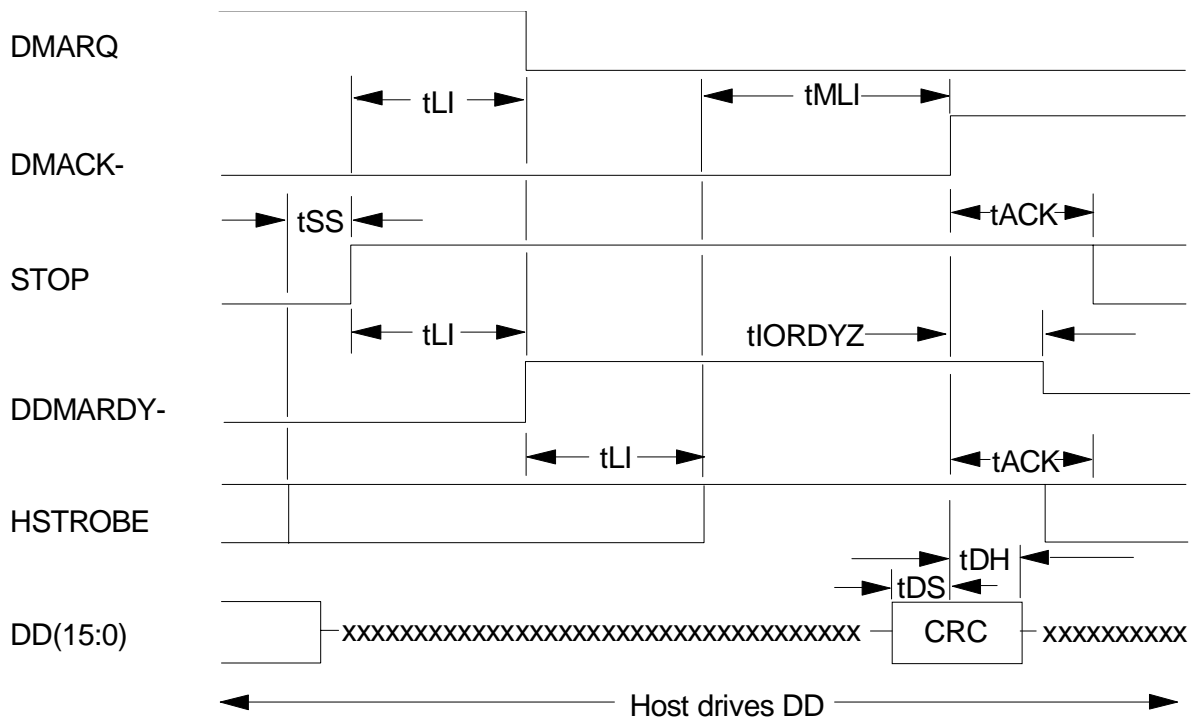 DMARQ
tLI
tMLI
DMACK-
tSS
tACK
STOP
tLI
tIORDYZ
DDMARDY-
tLI
tACK
HSTROBE
tDH
tDS
DD(15:0)
xxxxxxxxxxxxxxxxxxxxxxxxxxxxxxxxxxxx
CRC
xxxxxxxxxx
Host drives DD